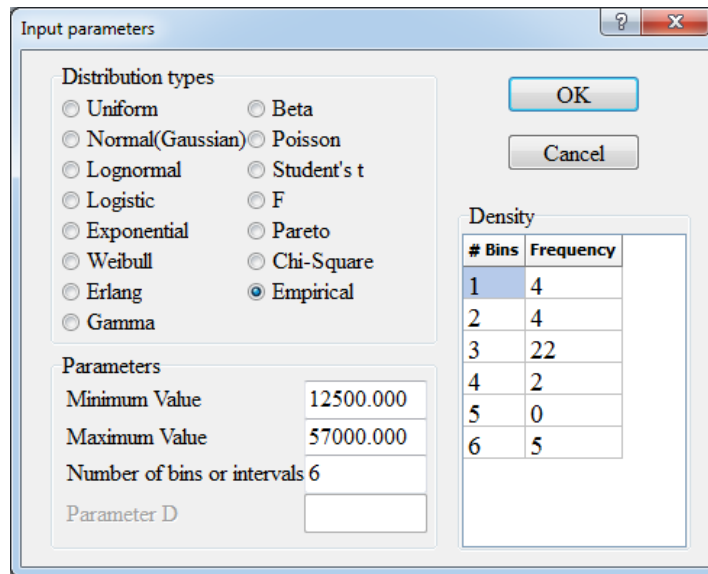 Input parameters
?
x
Distribution types
Uniform
Beta
Normal(Gaussian)
Poisson
Lognormal
Student's t
Logistic
F
Exponential
Pareto
Weibull
Chi-Square
Erlang
Empirical
Gamma
OK
Cancel
Parameters
Minimum Value 12500.000
Maximum Value 57000.000
Number of bins or intervals 6
Parameter D
Density
# Bins Frequency
1 4
2 4
3 22
4 2
5 0
6 5